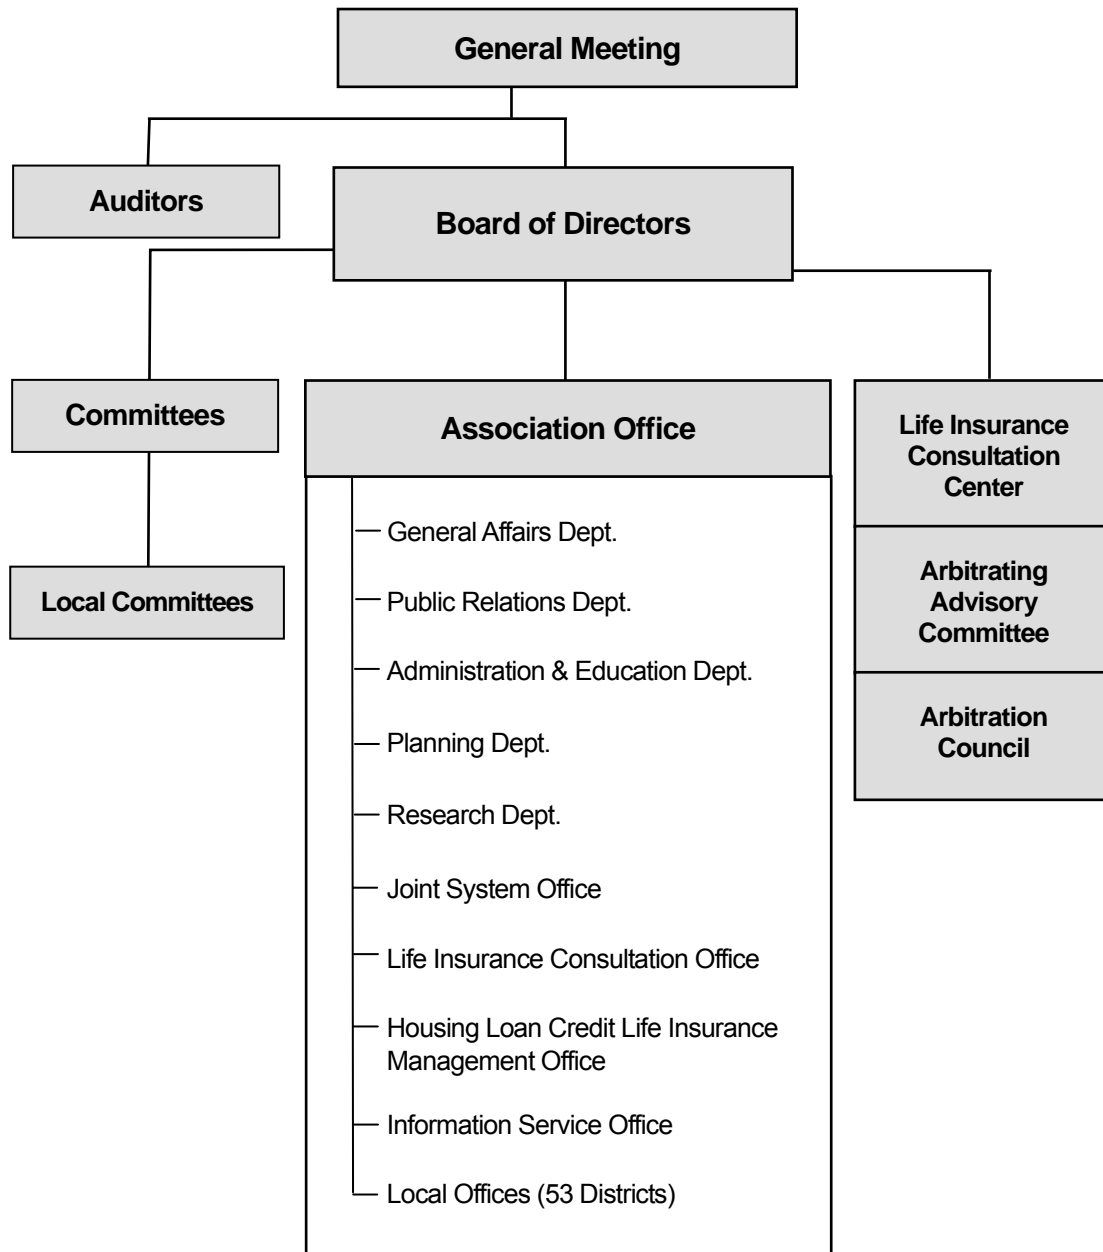 General Meeting
Auditors
Board of Directors
Committees
Association Office
Life Insurance
Consultation
Center
Local Committees
Arbitrating
Advisory
Committee
Arbitration
Council
General Affairs Dept.
Public Relations Dept.
Administration & Education Dept.
Planning Dept.
Research Dept.
Joint System Office
Life Insurance Consultation Office
Housing Loan Credit Life Insurance
Management Office
Information Service Office
Local Offices (53 Districts)